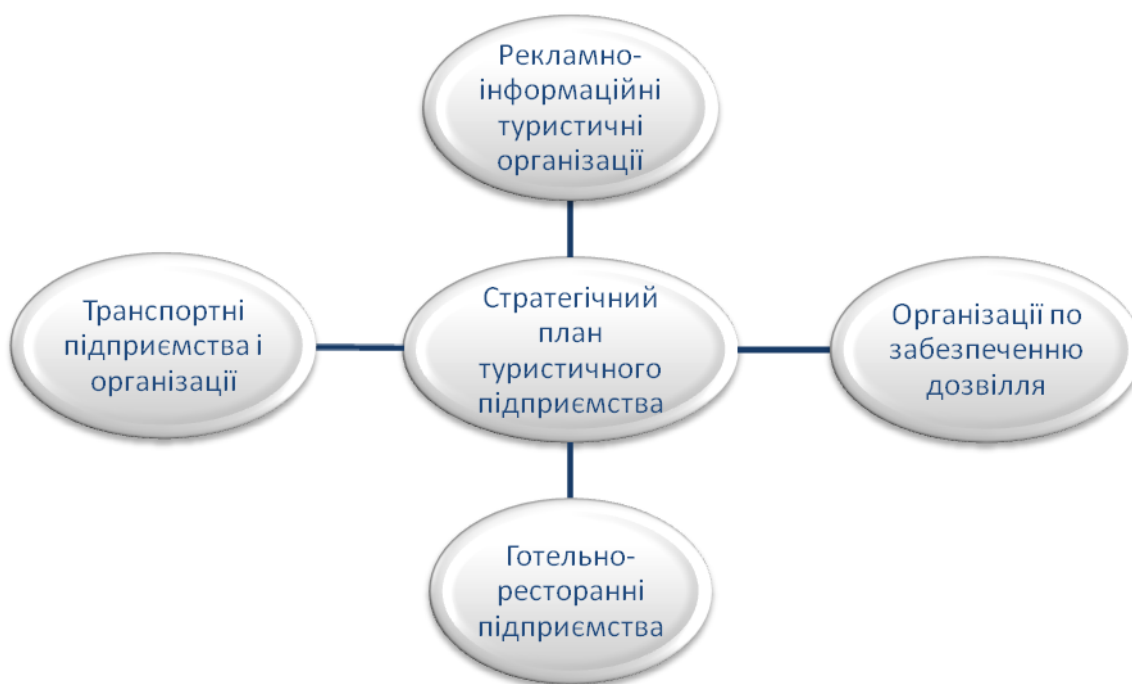 Рекламно-
інформаційні
туристичні
організації
Транспортні
підприємства і
організації
Стратегічний
план
туристичного
підприємства
Організації по
забезпеченню
дозвілля
Готельно-
ресторанні
підприємства